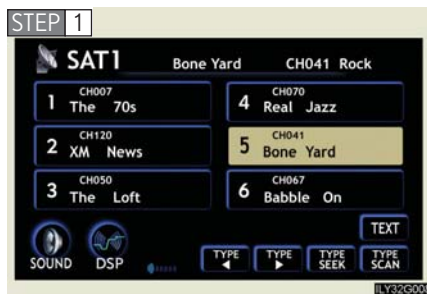 STEP 1
SAT1 Bone Yard CH041 Rock
CH007
1 The 70s
CH120
2 XM News
CH050
3 The Loft
CH070
4 Real Jazz
CH041
5 Bone Yard
CH067
6 Babble On
TEXT
SOUND DSP TYPE ◀ TYPE ▶ TYPE SEEK TYPE SCAN